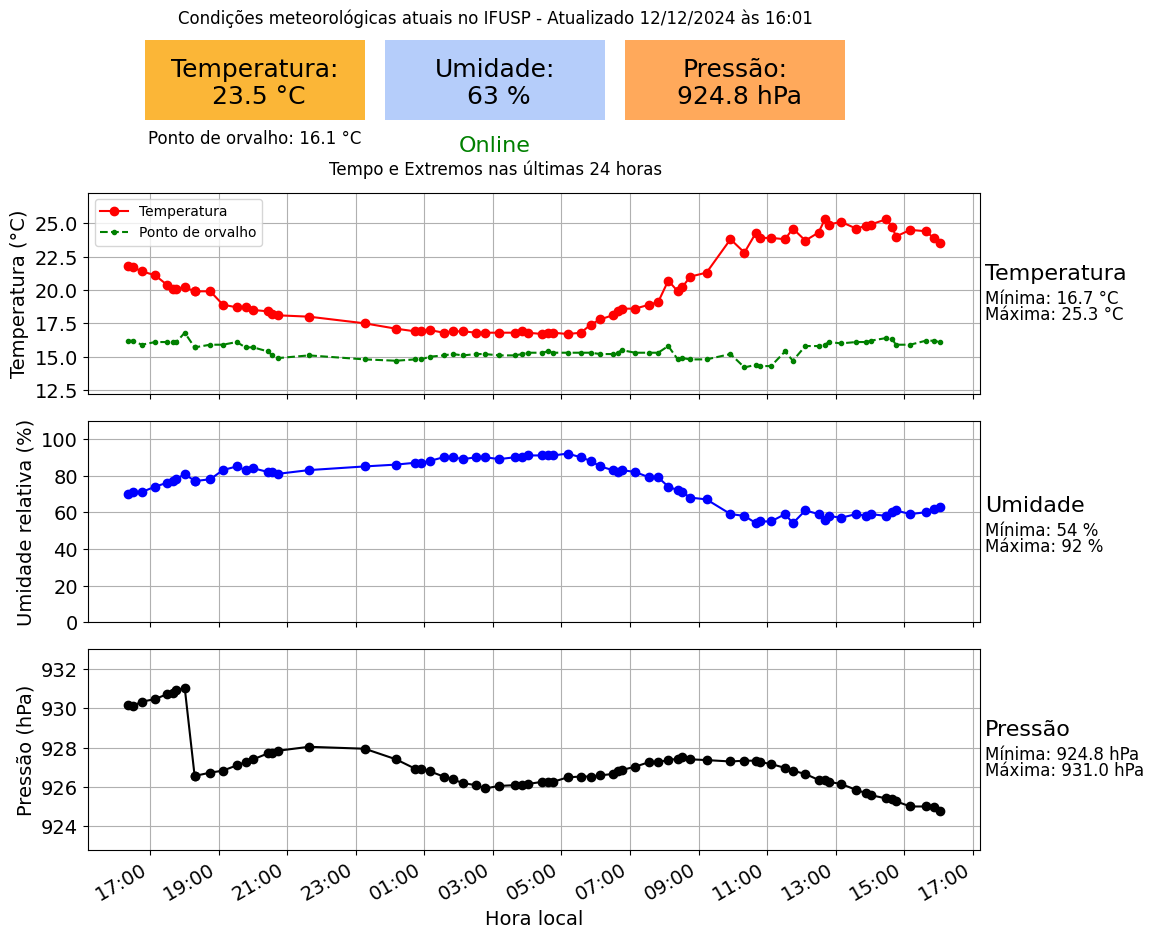 Condições meteorológicas atuais no IFUSP - Atualizado 12/12/2024 às 16:01
Temperatura:
23.5 °C
Umidade:
63 %
Pressão:
924.8 hPa
Ponto de orvalho: 16.1 °C
Online
Tempo e Extremos nas últimas 24 horas
Temperatura (°C)
25.0
22.5
20.0
17.5
15.0
12.5
Temperatura
Ponto de orvalho
Temperatura
Mínima: 16.7 °C
Máxima: 25.3 °C
Umidade relativa (%)
100
80
60
40
20
0
Umidade
Mínima: 54 %
Máxima: 92 %
Pressão (hPa)
932
930
928
926
924
Pressão
Mínima: 924.8 hPa
Máxima: 931.0 hPa
17:00 19:00 21:00 23:00 01:00 03:00 05:00 07:00 09:00 11:00 13:00 15:00 17:00
Hora local